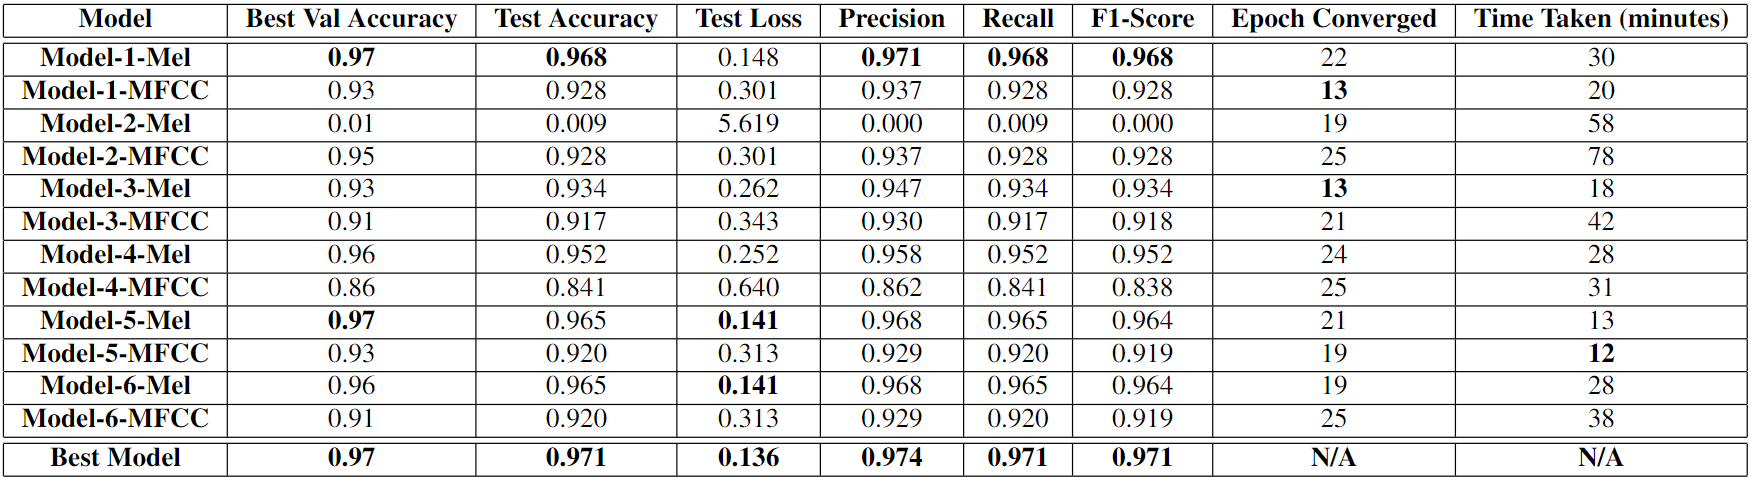 Model Best Val Accuracy Test Accuracy Test Loss Precision Recall F1-Score Epoch Converged Time Taken (minutes)
Model-1-Mel 0.97 0.968 0.148 0.971 0.968 0.968 22 30
Model-1-MFCC 0.93 0.928 0.301 0.937 0.928 0.928 13 20
Model-2-Mel 0.01 0.009 5.619 0.000 0.009 0.000 19 58
Model-2-MFCC 0.95 0.928 0.301 0.937 0.928 0.928 25 78
Model-3-Mel 0.93 0.934 0.262 0.947 0.934 0.934 13 18
Model-3-MFCC 0.91 0.917 0.343 0.930 0.917 0.918 21 42
Model-4-Mel 0.96 0.952 0.252 0.958 0.952 0.952 24 28
Model-4-MFCC 0.86 0.841 0.640 0.862 0.841 0.838 25 31
Model-5-Mel 0.97 0.965 0.141 0.968 0.965 0.964 21 13
Model-5-MFCC 0.93 0.920 0.313 0.929 0.920 0.919 19 12
Model-6-Mel 0.96 0.965 0.141 0.968 0.965 0.964 19 28
Model-6-MFCC 0.91 0.920 0.313 0.929 0.920 0.919 25 38
Best Model 0.97 0.971 0.136 0.974 0.971 0.971 N/A N/A